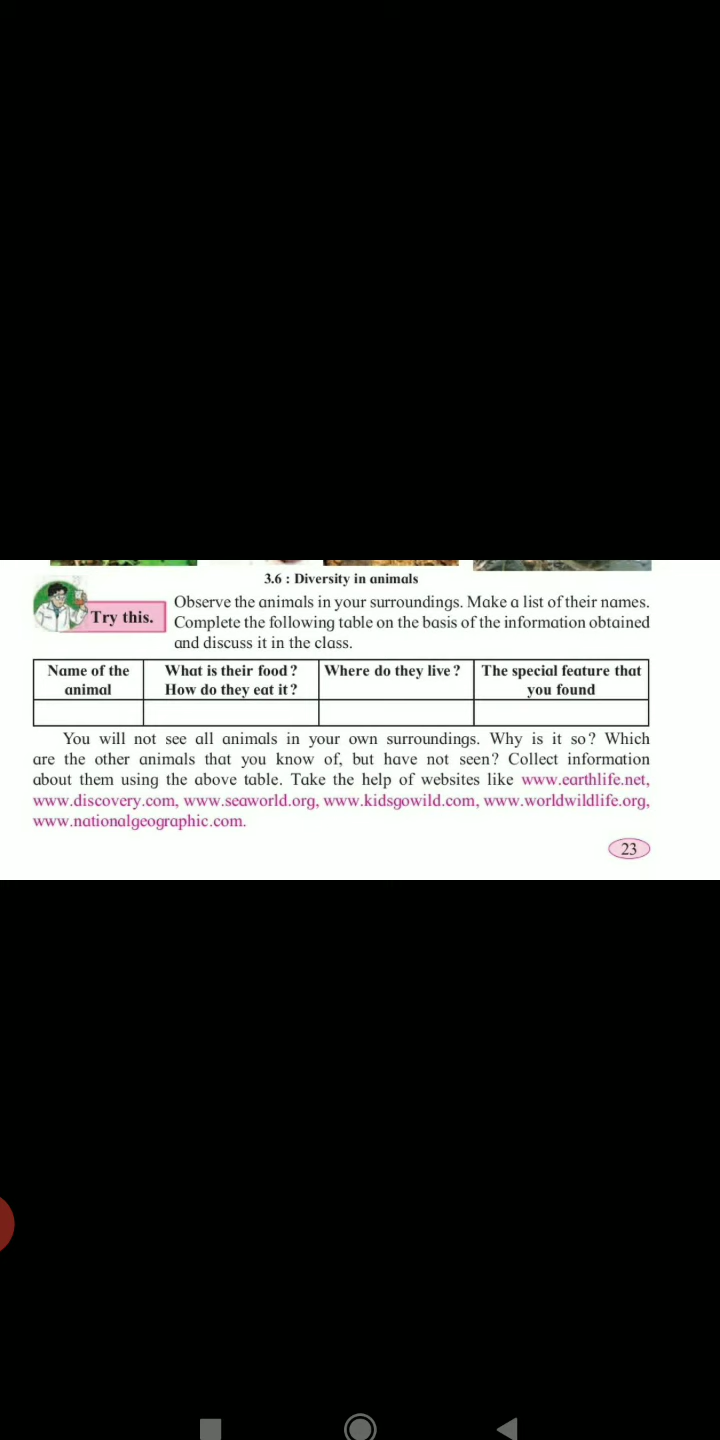 3.6 : Diversity in animals
Try this.
Observe the animals in your surroundings. Make a list of their names.
Complete the following table on the basis of the information obtained
and discuss it in the class.
Name of the animal
What is their food ?
How do they eat it ?
Where do they live ?
The special feature that
you found
You will not see all animals in your own surroundings. Why is it so? Which
are the other animals that you know of, but have not seen? Collect information
about them using the above table. Take the help of websites like www.earthlife.net,
www.discovery.com, www.seaworld.org, www.kidsgowild.com, www.worldwildlife.org,
www.nationalgeographic.com.
23